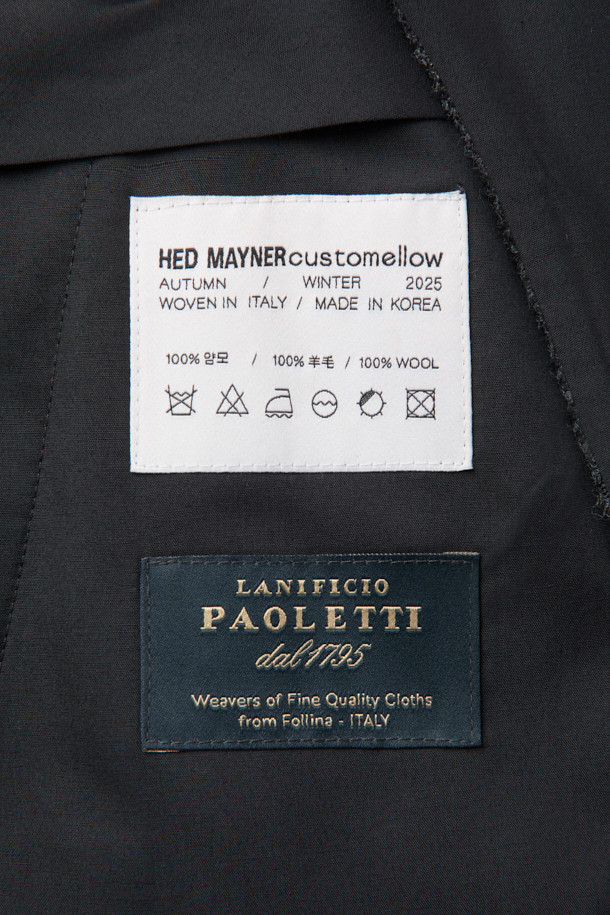 HED MAYNERcustomellow
AUTUMN / WINTER 2025
WOVEN IN ITALY / MADE IN KOREA
100% 양모 / 100% 羊毛 / 100% WOOL
LANIFICIO
PAOLETTI
dal 1795
Weavers of Fine Quality Cloths
from Follina - ITALY